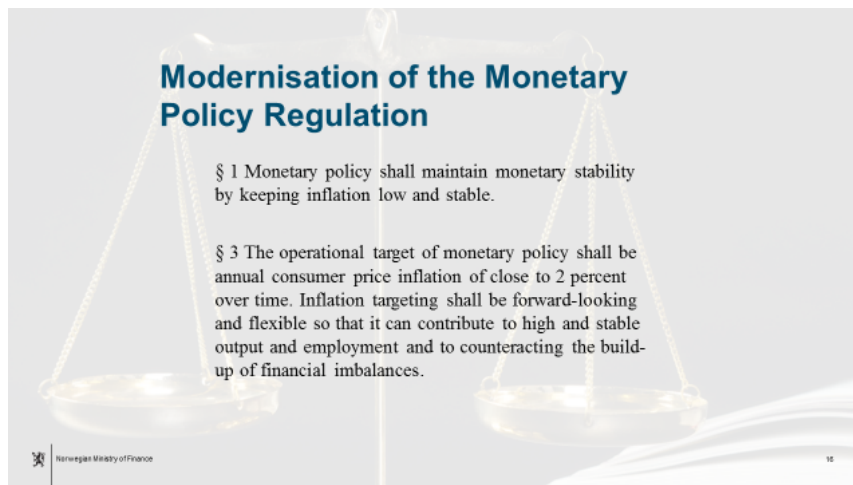 Modernisation of the Monetary
Policy Regulation
§ 1 Monetary policy shall maintain monetary stability
by keeping inflation low and stable.
§ 3 The operational target of monetary policy shall be
annual consumer price inflation of close to 2 percent
over time. Inflation targeting shall be forward-looking
and flexible so that it can contribute to high and stable
output and employment and to counteracting the build-
up of financial imbalances.
Norwegian Ministry of Finance
16